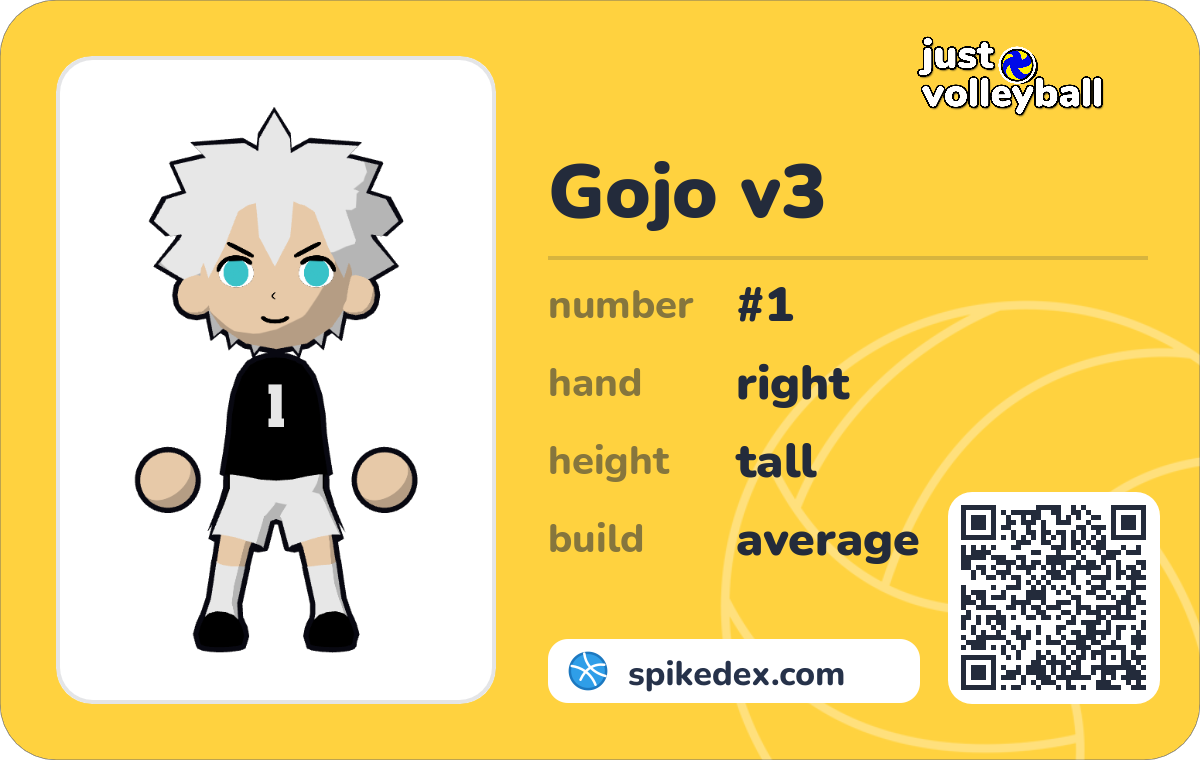 just
volleyball
Gojo v3
number #1
hand right
height tall
build average
1
spikedex.com